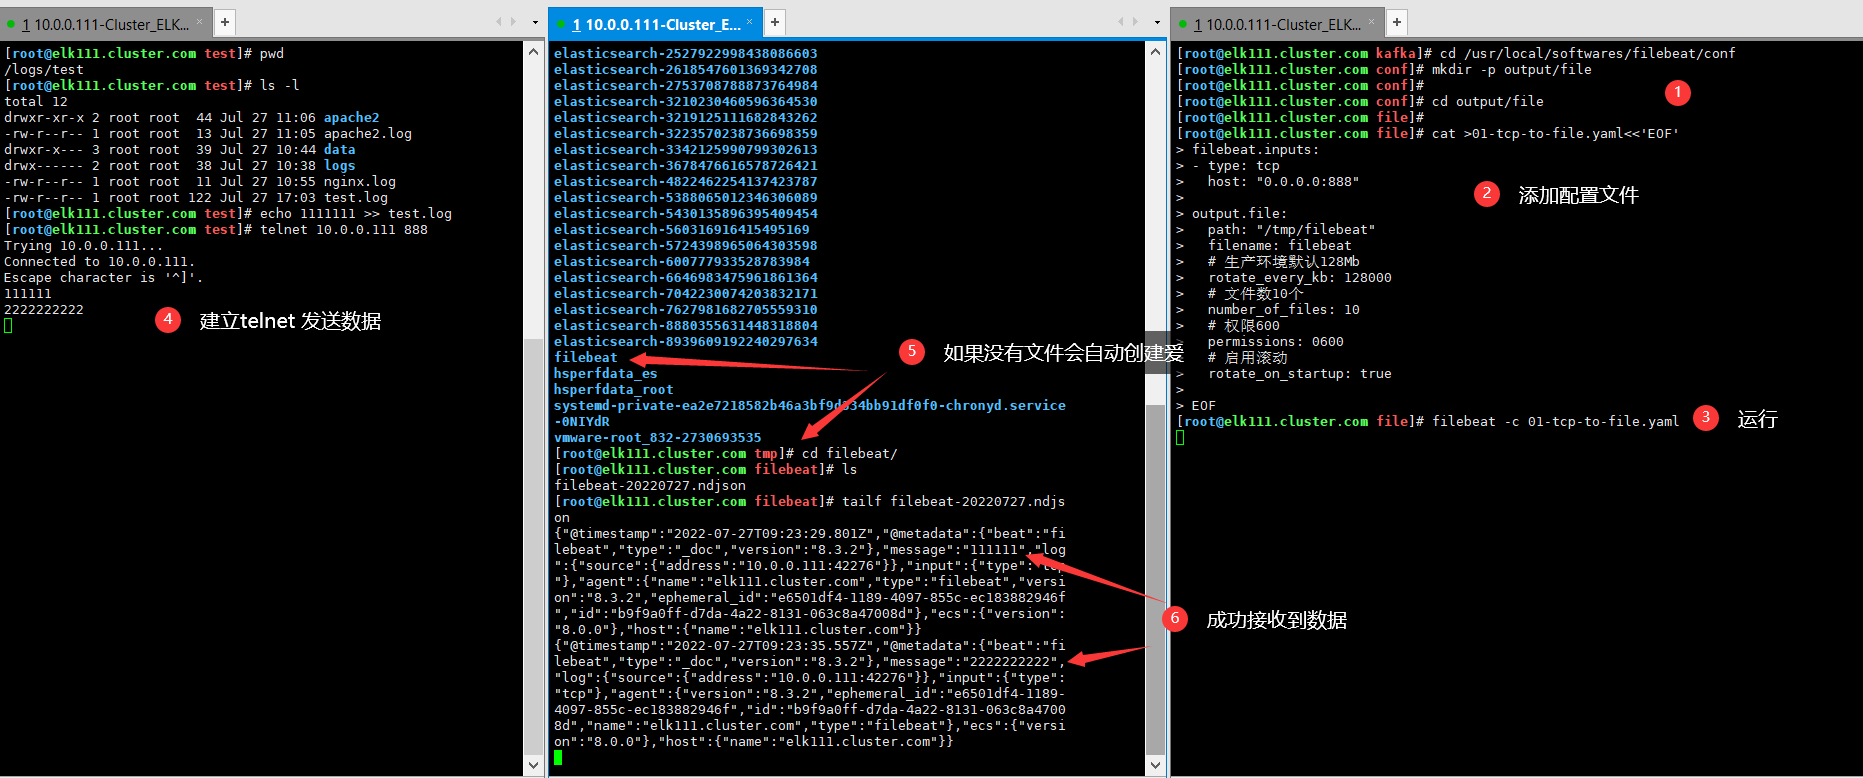 1 10.0.0.111-Cluster_ELK... × +
[root@elk111.cluster.com test]# pwd
/logs/test
[root@elk111.cluster.com test]# ls -l
total 12
drwxr-xr-x 2 root root  44 Jul 27 11:06 apache2
-rw-r--r-- 1 root root  13 Jul 27 11:05 apache2.log
drwxr-x--- 3 root root  39 Jul 27 10:44 data
drwx------ 2 root root  38 Jul 27 10:38 logs
-rw-r--r-- 1 root root  11 Jul 27 10:55 nginx.log
-rw-r--r-- 1 root root 122 Jul 27 17:03 test.log
[root@elk111.cluster.com test]# echo 1111111 >> test.log
[root@elk111.cluster.com test]# telnet 10.0.0.111 888
Trying 10.0.0.111...
Connected to 10.0.0.111.
Escape character is '^]'.
111111
2222222222
4 建立telnet 发送数据
1 10.0.0.111-Cluster_E... × +
elasticsearch-2527922998438086603
elasticsearch-2618547601369342708
elasticsearch-2753708788873764984
elasticsearch-3210230460596364530
elasticsearch-3219125111682843262
elasticsearch-3223570238736698359
elasticsearch-3342125990799302613
elasticsearch-3678476616578726421
elasticsearch-4822462254137423787
elasticsearch-5388065012346306089
elasticsearch-5430135896395409454
elasticsearch-560316916415495169
elasticsearch-5724398965064303598
elasticsearch-600777933528783984
elasticsearch-6646983475961861364
elasticsearch-7042230074203832171
elasticsearch-7627981682705559310
elasticsearch-8880355631448318804
elasticsearch-8939609192240297634
filebeat
hsperfdata_es
hsperfdata_root
systemd-private-ea2e7218582b46a3bf9d534bb91df0f0-chronyd.service
-0NIYdR
vmware-root_832-2730693535
[root@elk111.cluster.com tmp]# cd filebeat/
[root@elk111.cluster.com filebeat]# ls
filebeat-20220727.ndjson
[root@elk111.cluster.com filebeat]# tailf filebeat-20220727.ndjs
on
{"@timestamp":"2022-07-27T09:23:29.801Z","@metadata":{"beat":"fi
lebeat","type":"_doc","version":"8.3.2"},"message":"111111","log
":{"source":{"address":"10.0.0.111:42276"}},"input":{"type":"tcp
"},"agent":{"name":"elk111.cluster.com","type":"filebeat","versi
on":"8.3.2","ephemeral_id":"e6501df4-1189-4097-855c-ec183882946f
","id":"b9f9a0ff-d7da-4a22-8131-063c8a47008d"},"ecs":{"version":
"8.0.0"},"host":{"name":"elk111.cluster.com"}}
{"@timestamp":"2022-07-27T09:23:35.557Z","@metadata":{"beat":"fi
lebeat","type":"_doc","version":"8.3.2"},"message":"2222222222",
"log":{"source":{"address":"10.0.0.111:42276"}},"input":{"type":
"tcp"},"agent":{"version":"8.3.2","ephemeral_id":"e6501df4-1189-
4097-855c-ec183882946f","id":"b9f9a0ff-d7da-4a22-8131-063c8a4700
8d","name":"elk111.cluster.com","type":"filebeat"},"ecs":{"versi
on":"8.0.0"},"host":{"name":"elk111.cluster.com"}}
5 如果没有文件会自动创建爱
6 成功接收到数据
1 10.0.0.111-Cluster_ELK... × +
[root@elk111.cluster.com kafka]# cd /usr/local/softwares/filebeat/conf
[root@elk111.cluster.com conf]# mkdir -p output/file
[root@elk111.cluster.com conf]#
[root@elk111.cluster.com conf]# cd output/file
[root@elk111.cluster.com file]#
[root@elk111.cluster.com file]# cat >01-tcp-to-file.yaml<<'EOF'
> filebeat.inputs:
> - type: tcp
>   host: "0.0.0.0:888"
>
> output.file:
>   path: "/tmp/filebeat"
>   filename: filebeat
>   # 生产环境默认128Mb
>   rotate_every_kb: 128000
>   # 文件数10个
>   number_of_files: 10
>   # 权限600
>   permissions: 0600
>   # 启用滚动
>   rotate_on_startup: true
>
> EOF
[root@elk111.cluster.com file]# filebeat -c 01-tcp-to-file.yaml
1
2 添加配置文件
3 运行